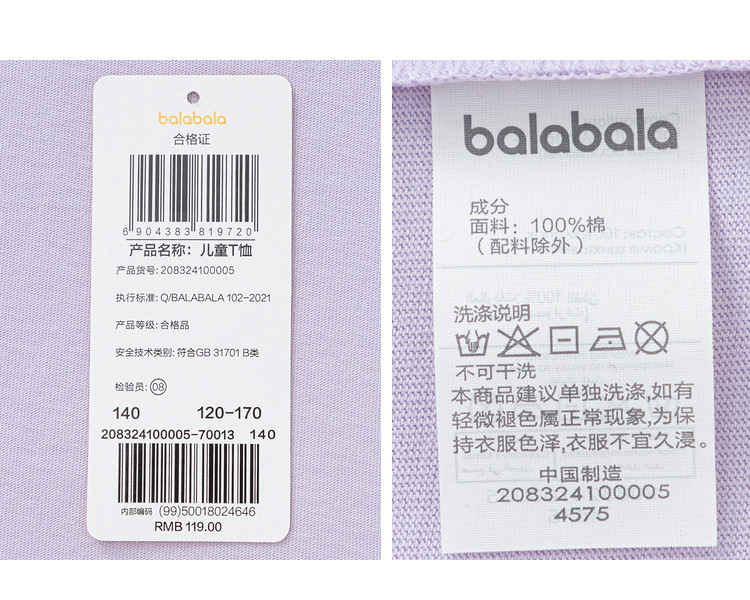 balabala
合格证
6 904383 819720
产品名称: 儿童T恤
产品货号: 208324100005
执行标准: Q/BALABALA 102-2021
产品等级: 合格品
安全技术类别: 符合GB 31701 B类
检验员: 08
140 120-170
208324100005-70013 140
内部编码 (99)50018024646
RMB 119.00
balabala
成分
面料: 100%棉
(配料除外)
洗涤说明
不可干洗
本商品建议单独洗涤,如有
轻微褪色属正常现象,为保
持衣服色泽,衣服不宜久浸。
中国制造
208324100005
4575